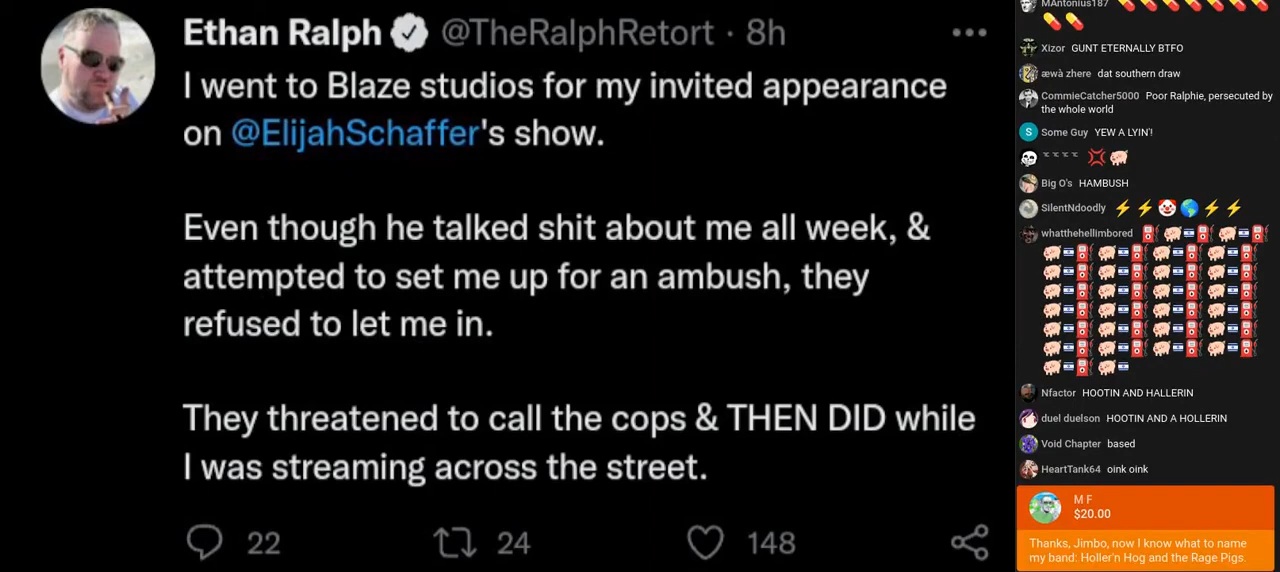 Ethan Ralph @TheRalphRetort · 8h
I went to Blaze studios for my invited appearance
on @ElijahSchaffer's show.
Even though he talked shit about me all week, &
attempted to set me up for an ambush, they
refused to let me in.
They threatened to call the cops & THEN DID while
I was streaming across the street.
22 24 148
MAntonius187
Xizor GUNT ETERNALLY BTFO
æwà zhere dat southern draw
CommieCatcher5000 Poor Ralphie, persecuted by
the whole world
S Some Guy YEW A LYIN'!
Big O's HAMBUSH
SilentNdoodly
whatthehellimbored
Nfactor HOOTIN AND HALLERIN
duel duelson HOOTIN AND A HOLLERIN
Void Chapter based
HeartTank64 oink oink
M F
$20.00
Thanks, Jimbo, now I know what to name
my band: Holler'n Hog and the Rage Pigs.